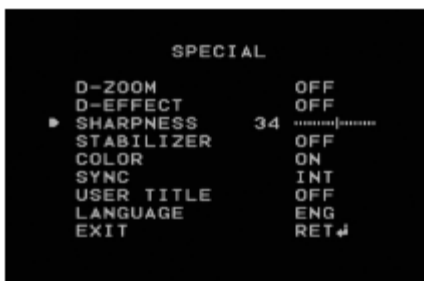 SPECIAL
D-ZOOM OFF
D-EFFECT OFF
SHARPNESS 34
STABILIZER OFF
COLOR ON
SYNC INT
USER TITLE OFF
LANGUAGE ENG
EXIT RET